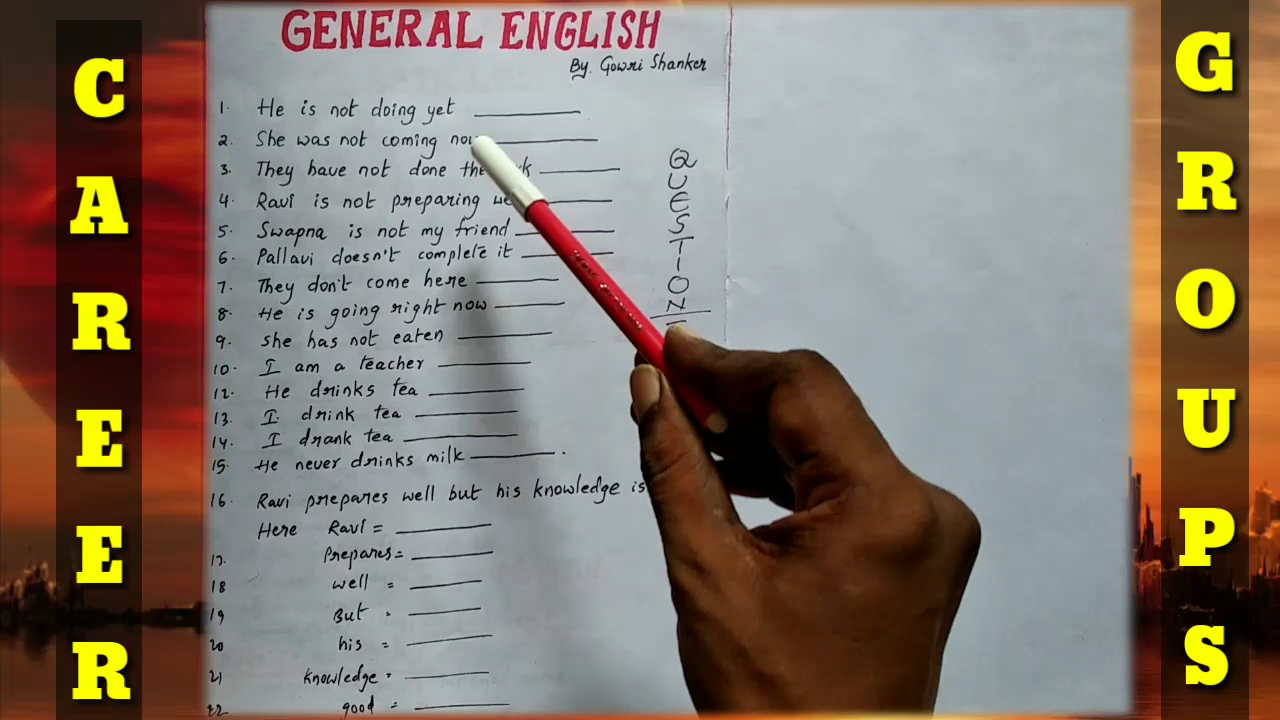 CAREER
GENERAL ENGLISH
By. Gowri Shanker
1. He is not doing yet
2. She was not coming now
3. They have not done the
4. Ravi is not preparing
5. Swapna is not my friend
6. Pallavi doesn't complete it
7. They don't come here
8. He is going right now
9. She has not eaten
10. I am a teacher
12. He drinks tea
13. I drink tea
14. I drank tea
15. He never drinks milk .
16. Ravi prepares well but his knowledge is
Here Ravi =
17. Prepares =
18 well =
19 But =
20 his =
21 knowledge =
22 good =
QUESTION
GROUPS